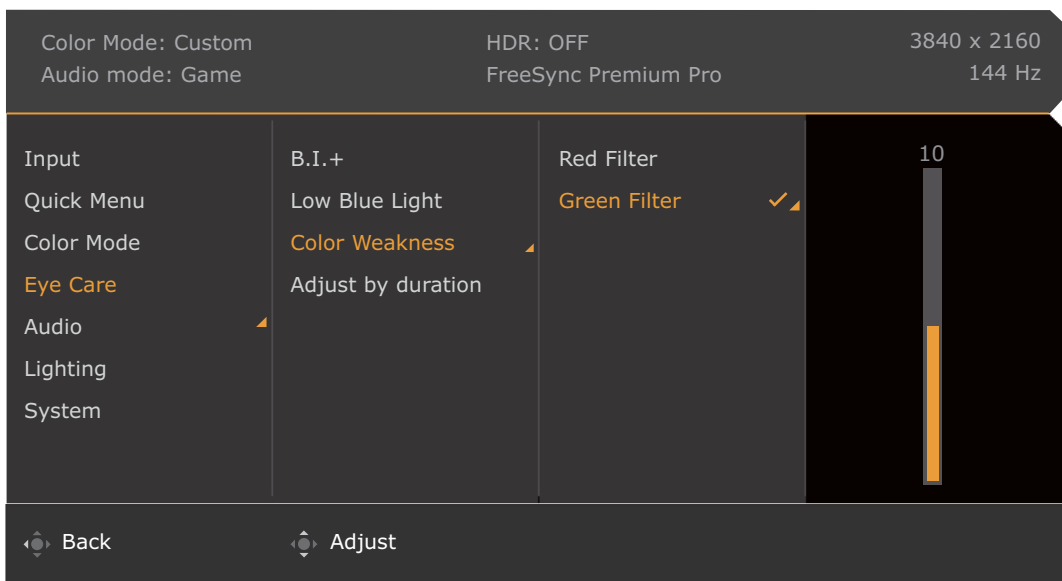 Color Mode: Custom
Audio mode: Game
HDR: OFF
FreeSync Premium Pro
3840 x 2160
144 Hz
Input
Quick Menu
Color Mode
Eye Care
Audio
Lighting
System
B.I.+
Low Blue Light
Color Weakness
Adjust by duration
Red Filter
Green Filter
10
Back
Adjust